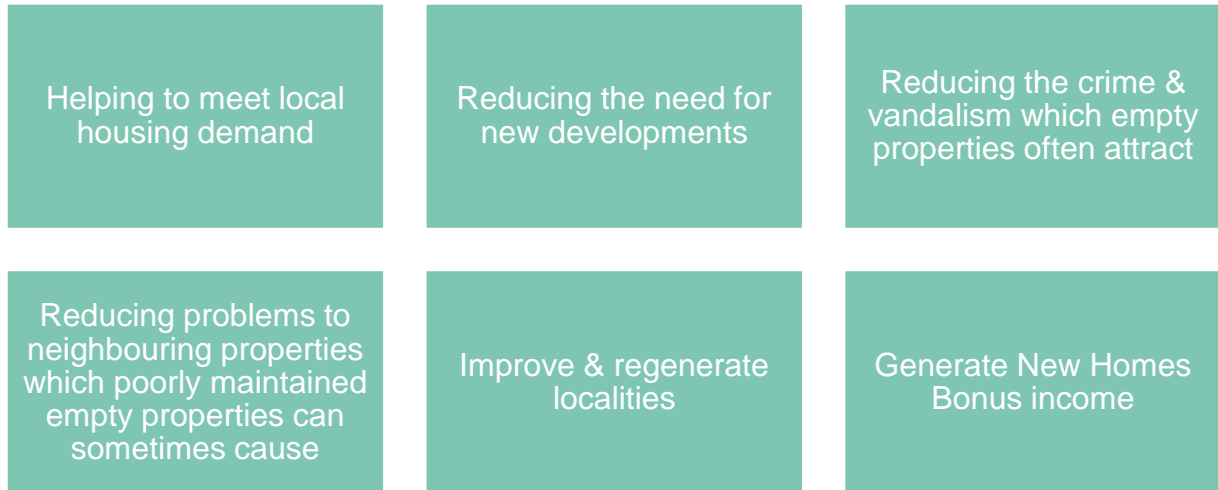 Helping to meet local
housing demand
Reducing the need for
new developments
Reducing the crime &
vandalism which empty
properties often attract
Reducing problems to
neighbouring properties
which poorly maintained
empty properties can
sometimes cause
Improve & regenerate
localities
Generate New Homes
Bonus income